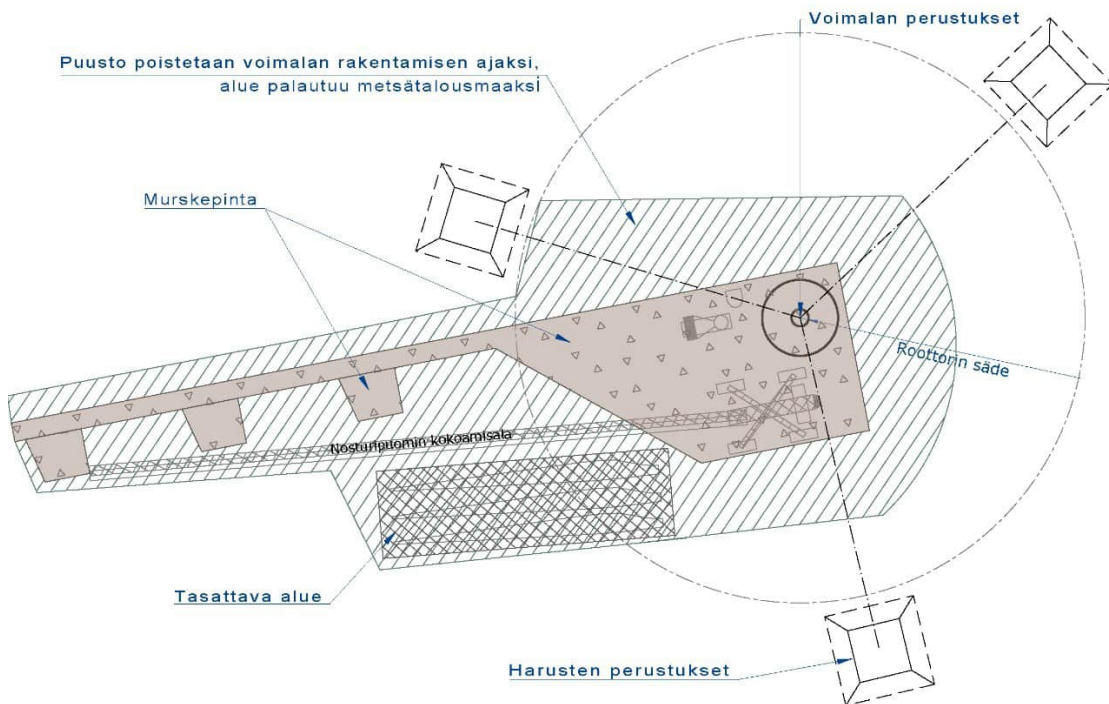 Voimalan perustukset
Puusto poistetaan voimalan rakentamisen ajaksi,
alue palautuu metsätalousmaaksi
Murskepinta
Roottorin säde
Nosturipuomin kokoamisala
Tasattava alue
Harusten perustukset